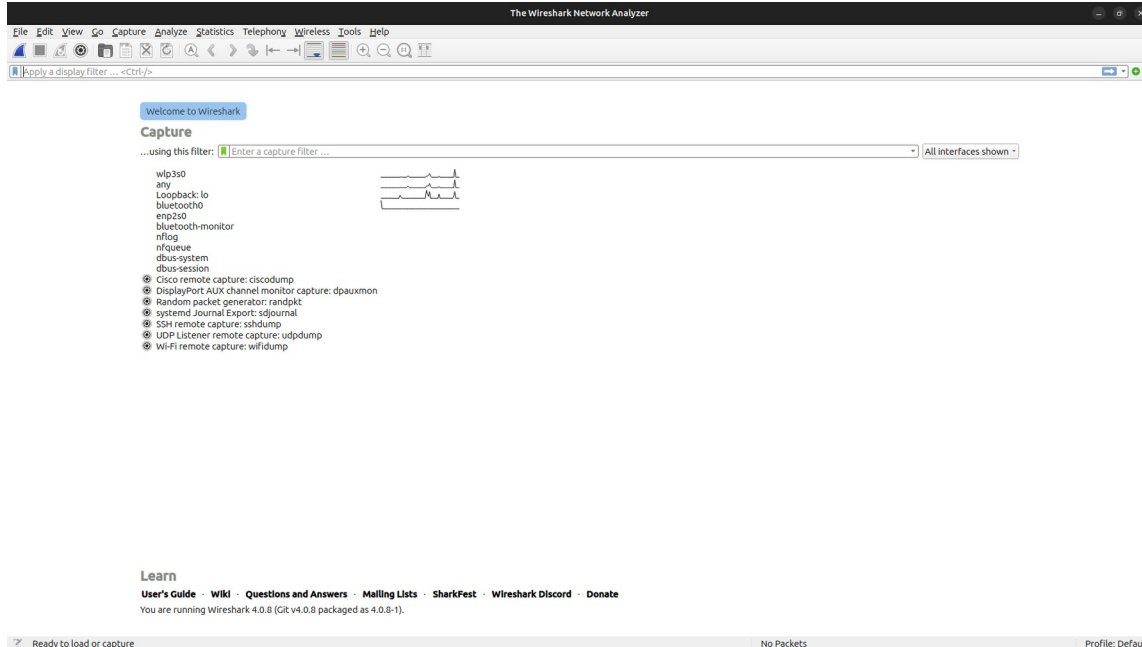 The Wireshark Network Analyzer
File Edit View Go Capture Analyze Statistics Telephony Wireless Tools Help
Apply a display filter … <Ctrl-/>
Welcome to Wireshark
Capture
…using this filter: Enter a capture filter … All interfaces shown
wlp3s0
any
Loopback: lo
bluetooth0
enp2s0
bluetooth-monitor
nflog
nfqueue
dbus-system
dbus-session
Cisco remote capture: ciscodump
DisplayPort AUX channel monitor capture: dpauxmon
Random packet generator: randpkt
systemd Journal Export: sdjournal
SSH remote capture: sshdump
UDP Listener remote capture: udpdump
Wi-Fi remote capture: wifidump
Learn
User's Guide · Wiki · Questions and Answers · Mailing Lists · SharkFest · Wireshark Discord · Donate
You are running Wireshark 4.0.8 (Git v4.0.8 packaged as 4.0.8-1).
Ready to load or capture No Packets Profile: Defau